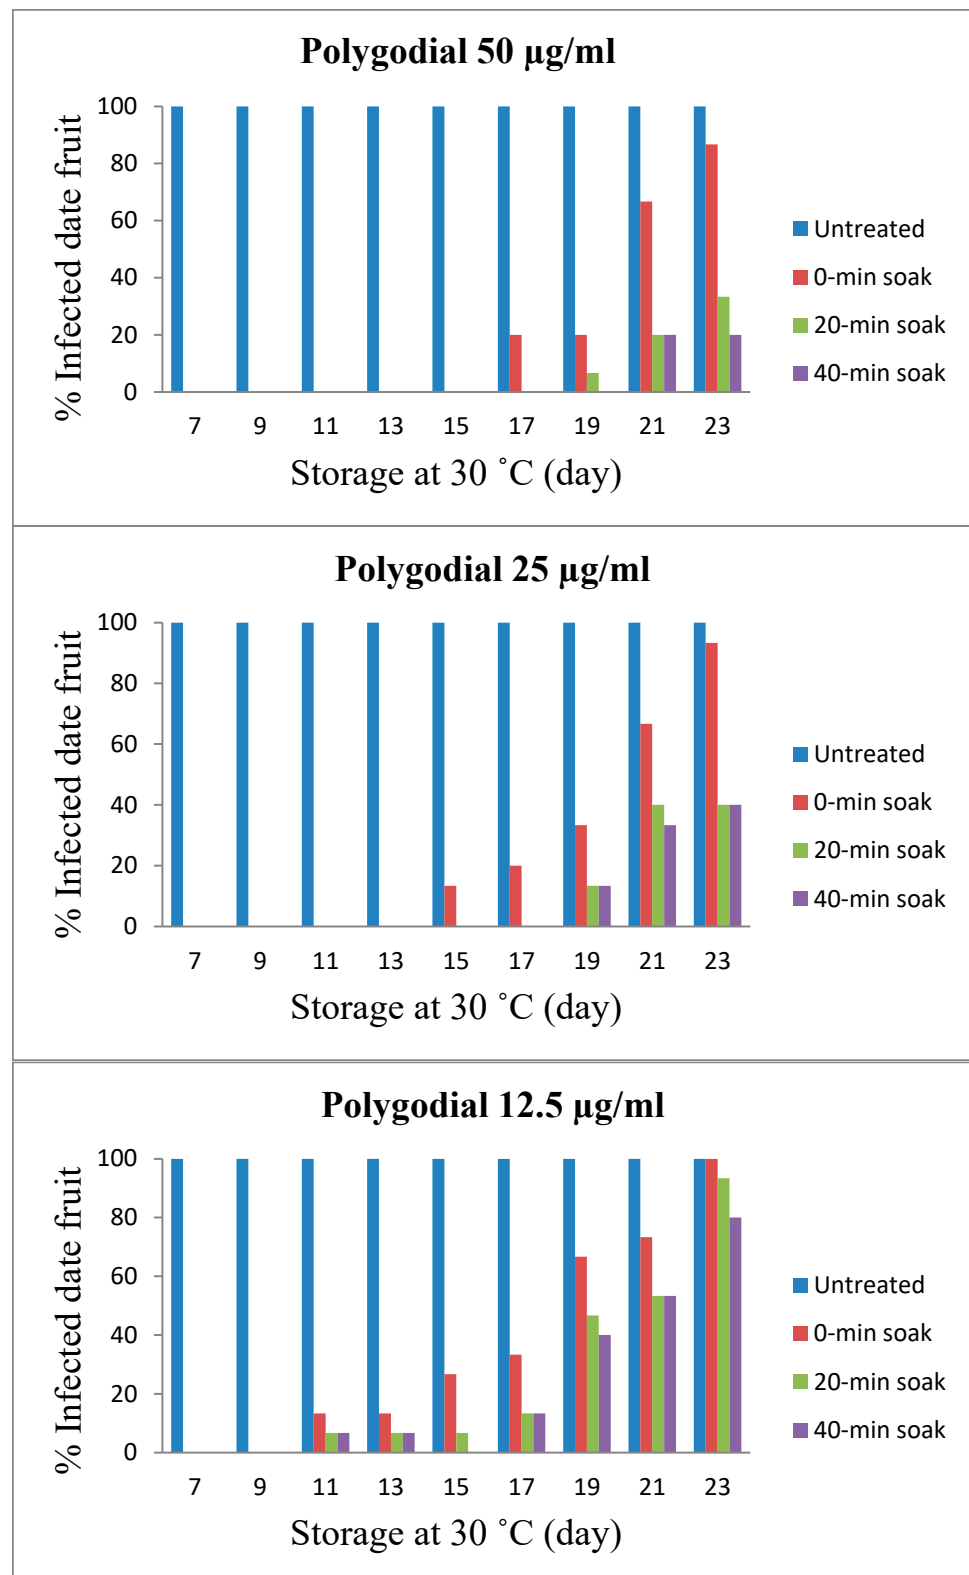 Polygodial 50 µg/ml
% Infected date fruit
100
80
60
40
20
0
7 9 11 13 15 17 19 21 23
Storage at 30 ˚C (day)
Untreated
0-min soak
20-min soak
40-min soak
Polygodial 25 µg/ml
% Infected date fruit
100
80
60
40
20
0
7 9 11 13 15 17 19 21 23
Storage at 30 ˚C (day)
Untreated
0-min soak
20-min soak
40-min soak
Polygodial 12.5 µg/ml
% Infected date fruit
100
80
60
40
20
0
7 9 11 13 15 17 19 21 23
Storage at 30 ˚C (day)
Untreated
0-min soak
20-min soak
40-min soak